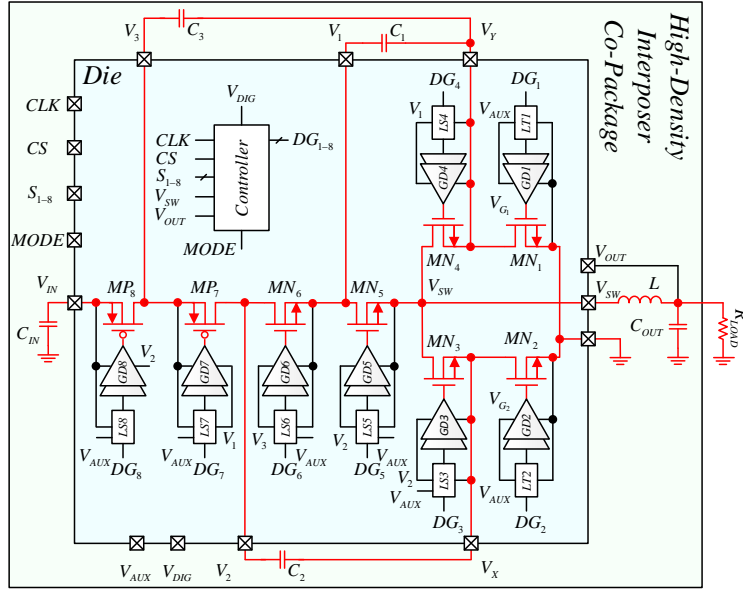 V3
C3
V1
C1
VY
High-Density
Interposer
Co-Package
Die
CLK
CS
S1-8
MODE
VDIG
CLK
CS
S1-8
VSW
VOUT
Controller
DG1-8
MODE
DG4
V1
LS4
GD4
MN4
DG1
VAUX
LT1
GD1
VG1
MN1
VOUT
VIN
CIN
MP8
MP7
MN6
MN5
VSW
VSW
L
COUT
RLOAD
GD8
V2
LS8
VAUX
DG8
GD7
LS7
V1
VAUX
DG7
GD6
LS6
V3
VAUX
DG6
GD5
LS5
V2
VAUX
DG5
MN3
GD3
V2
LS3
VAUX
DG3
MN2
VG2
GD2
VAUX
LT2
DG2
VAUX
VDIG
V2
C2
VX